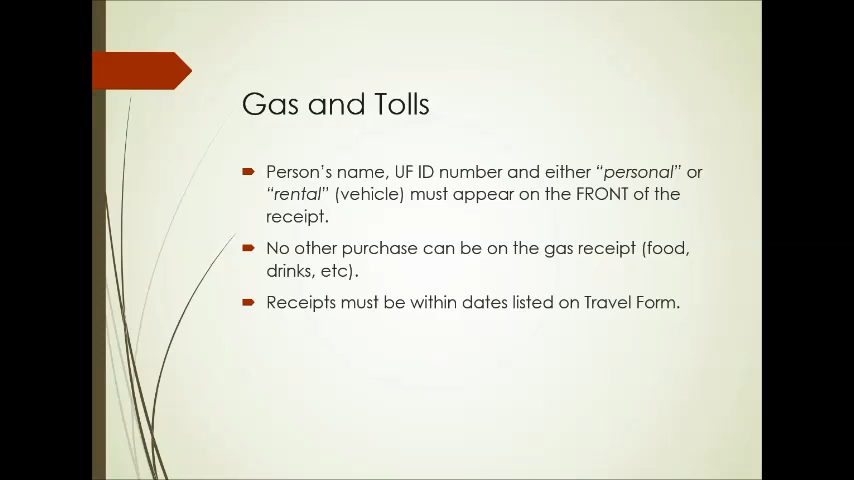 Gas and Tolls
Person's name, UF ID number and either “personal” or
“rental” (vehicle) must appear on the FRONT of the
receipt.
No other purchase can be on the gas receipt (food,
drinks, etc).
Receipts must be within dates listed on Travel Form.